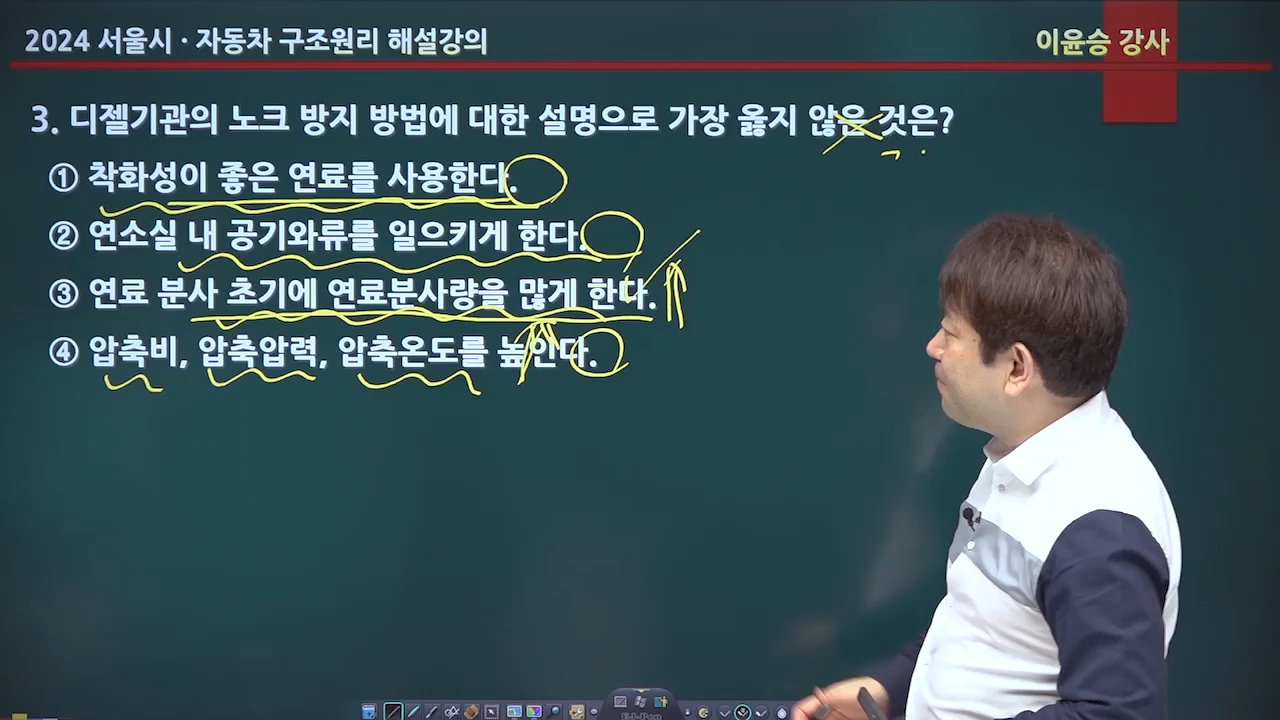 2024 서울시 · 자동차 구조원리 해설강의
이윤승 강사
3. 디젤기관의 노크 방지 방법에 대한 설명으로 가장 옳지 않은 것은?
① 착화성이 좋은 연료를 사용한다.
② 연소실 내 공기와류를 일으키게 한다.
③ 연료 분사 초기에 연료분사량을 많게 한다.
④ 압축비, 압축압력, 압축온도를 높인다.